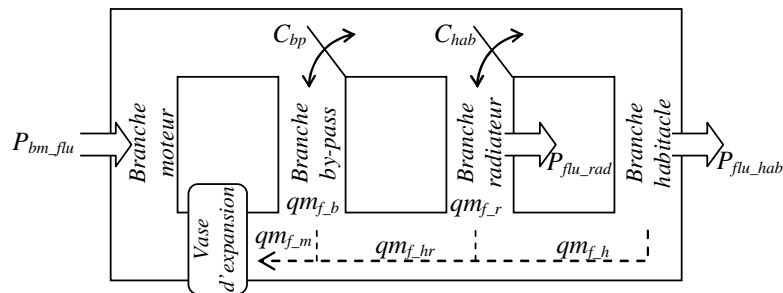 C_bp
C_hab
P_bm_flu
Branche
moteur
Branche
by-pass
Branche
radiateur
P_flu_rad
Branche
habitacle
P_flu_hab
qm_f_b
qm_f_r
Vase
d'expansion
qm_f_m
qm_f_hr
qm_f_h